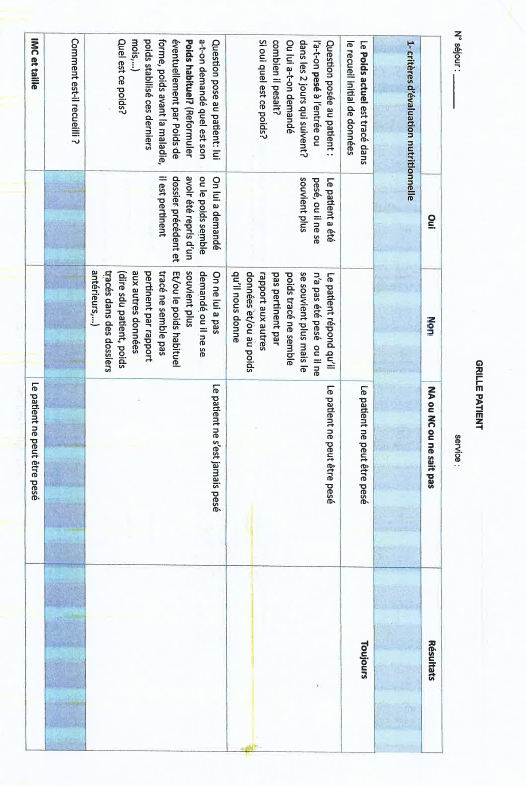 GRILLE PATIENT
N° séjour : ________ service :
Oui
Non
NA ou NC ou ne sait pas
Résultats
1- critères d'évaluation nutritionnelle
Le Poids actuel est tracé dans
le recueil initial de données
Le patient ne peut être pesé
Toujours
Question posée au patient :
l'a-t-on pesé à l'entrée ou
dans les 2 jours qui suivent?
Ou lui a-t-on demandé
combien il pesait?
Si oui quel est ce poids?
Le patient a été
pesé, ou il ne se
souvient plus
Le patient répond qu'il
n'a pas été pesé ou il ne
se souvient plus mais le
poids tracé ne semble
pas pertinent par
rapport aux autres
données et/ou au poids
qu'il nous donne
Le patient ne peut être pesé
Question pose au patient: lui
a-t-on demandé quel est son
Poids habituel? (Reformuler
éventuellement par Poids de
forme, poids avant la maladie,
poids stabilisé ces derniers
mois,...)
Quel est ce poids?
On lui a demandé
ou le poids semble
avoir été repris d'un
dossier précédent et
il est pertinent
On ne lui a pas
demandé ou il ne se
souvient plus
Et/ou le poids habituel
tracé ne semble pas
pertinent par rapport
aux autres données
(dire sdu patient, poids
tracés dans des dossiers
antérieurs,...)
Le patient ne s'est jamais pesé
Comment est-il recueilli ?
IMC et taille
Le patient ne peut être pesé